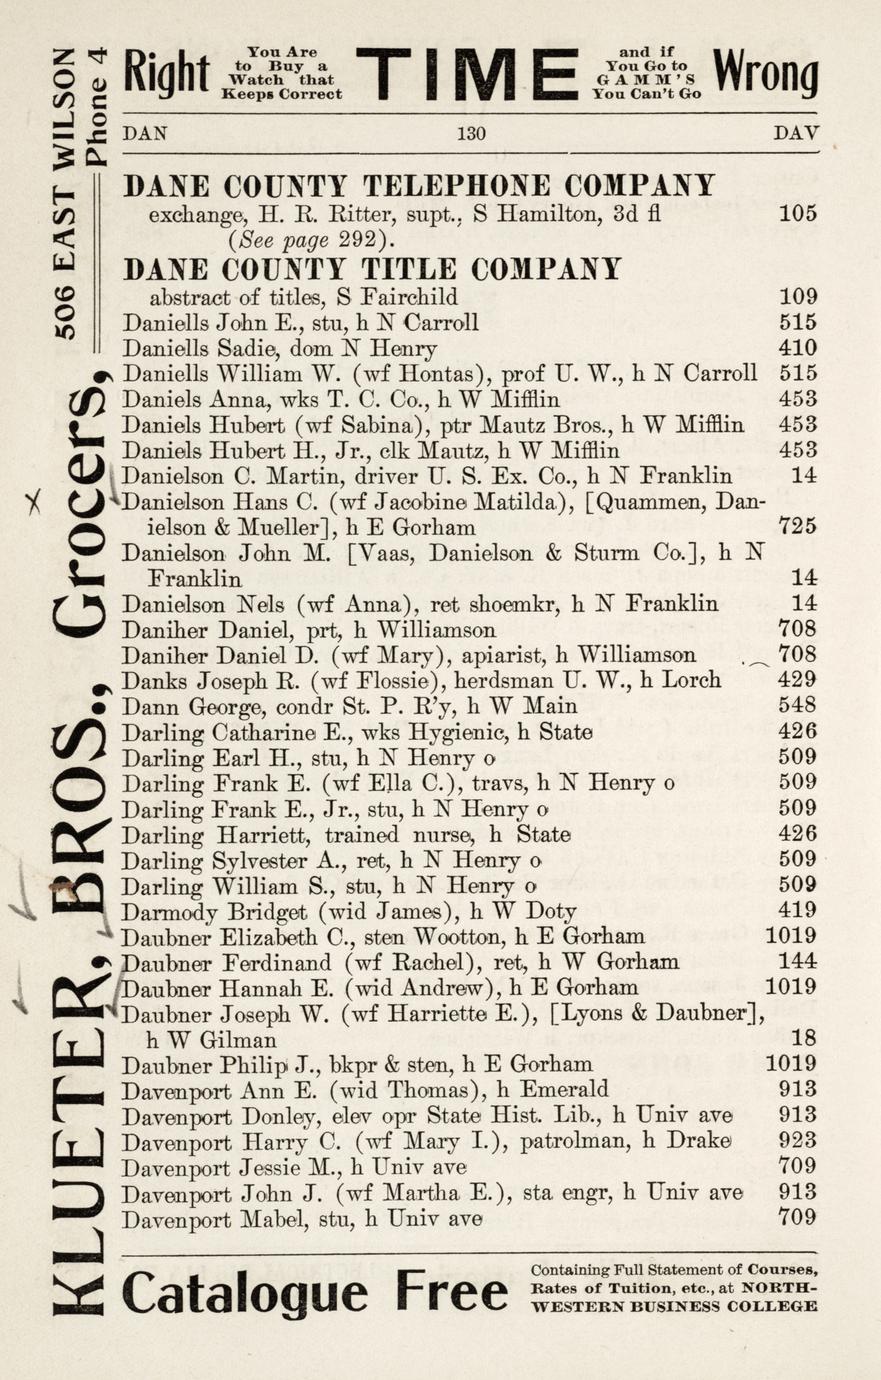 Right
You Are
to Buy a
Watch that
Keeps Correct
TIME
and if
You Go to
GAMM'S
You Can't Go
Wrong
DAN 130 DAV
DANE COUNTY TELEPHONE COMPANY
exchange, H. R. Ritter, supt., S Hamilton, 3d fl 105
(See page 292).
DANE COUNTY TITLE COMPANY
abstract of titles, S Fairchild 109
Daniells John E., stu, h N Carroll 515
Daniells Sadie, dom N Henry 410
Daniells William W. (wf Hontas), prof U. W., h N Carroll 515
Daniels Anna, wks T. C. Co., h W Mifflin 453
Daniels Hubert (wf Sabina), ptr Mautz Bros., h W Mifflin 453
Daniels Hubert H., Jr., clk Mautz, h W Mifflin 453
Danielson C. Martin, driver U. S. Ex. Co., h N Franklin 14
Danielson Hans C. (wf Jacobine Matilda), [Quammen, Dan-
ielson & Mueller], h E Gorham 725
Danielson John M. [Vaas, Danielson & Sturm Co.], h N
Franklin 14
Danielson Nels (wf Anna), ret shoemkr, h N Franklin 14
Daniher Daniel, prt, h Williamson 708
Daniher Daniel D. (wf Mary), apiarist, h Williamson 708
Danks Joseph R. (wf Flossie), herdsman U. W., h Lorch 429
Dann George, condr St. P. R'y, h W Main 548
Darling Catharine E., wks Hygienic, h State 426
Darling Earl H., stu, h N Henry o 509
Darling Frank E. (wf Ella C.), travs, h N Henry o 509
Darling Frank E., Jr., stu, h N Henry o 509
Darling Harriett, trained nurse, h State 426
Darling Sylvester A., ret, h N Henry o 509
Darling William S., stu, h N Henry o 509
Darmody Bridget (wid James), h W Doty 419
Daubner Elizabeth C., sten Wootton, h E Gorham 1019
Daubner Ferdinand (wf Rachel), ret, h W Gorham 144
Daubner Hannah E. (wid Andrew), h E Gorham 1019
Daubner Joseph W. (wf Harriette E.), [Lyons & Daubner],
h W Gilman 18
Daubner Philip J., bkpr & sten, h E Gorham 1019
Davenport Ann E. (wid Thomas), h Emerald 913
Davenport Donley, elev opr State Hist. Lib., h Univ ave 913
Davenport Harry C. (wf Mary I.), patrolman, h Drake 923
Davenport Jessie M., h Univ ave 709
Davenport John J. (wf Martha E.), sta engr, h Univ ave 913
Davenport Mabel, stu, h Univ ave 709
Catalogue Free
Containing Full Statement of Courses,
Rates of Tuition, etc., at NORTH-
WESTERN BUSINESS COLLEGE
KLUETER, BROS., Grocers,
506 EAST WILSON
Phone 4